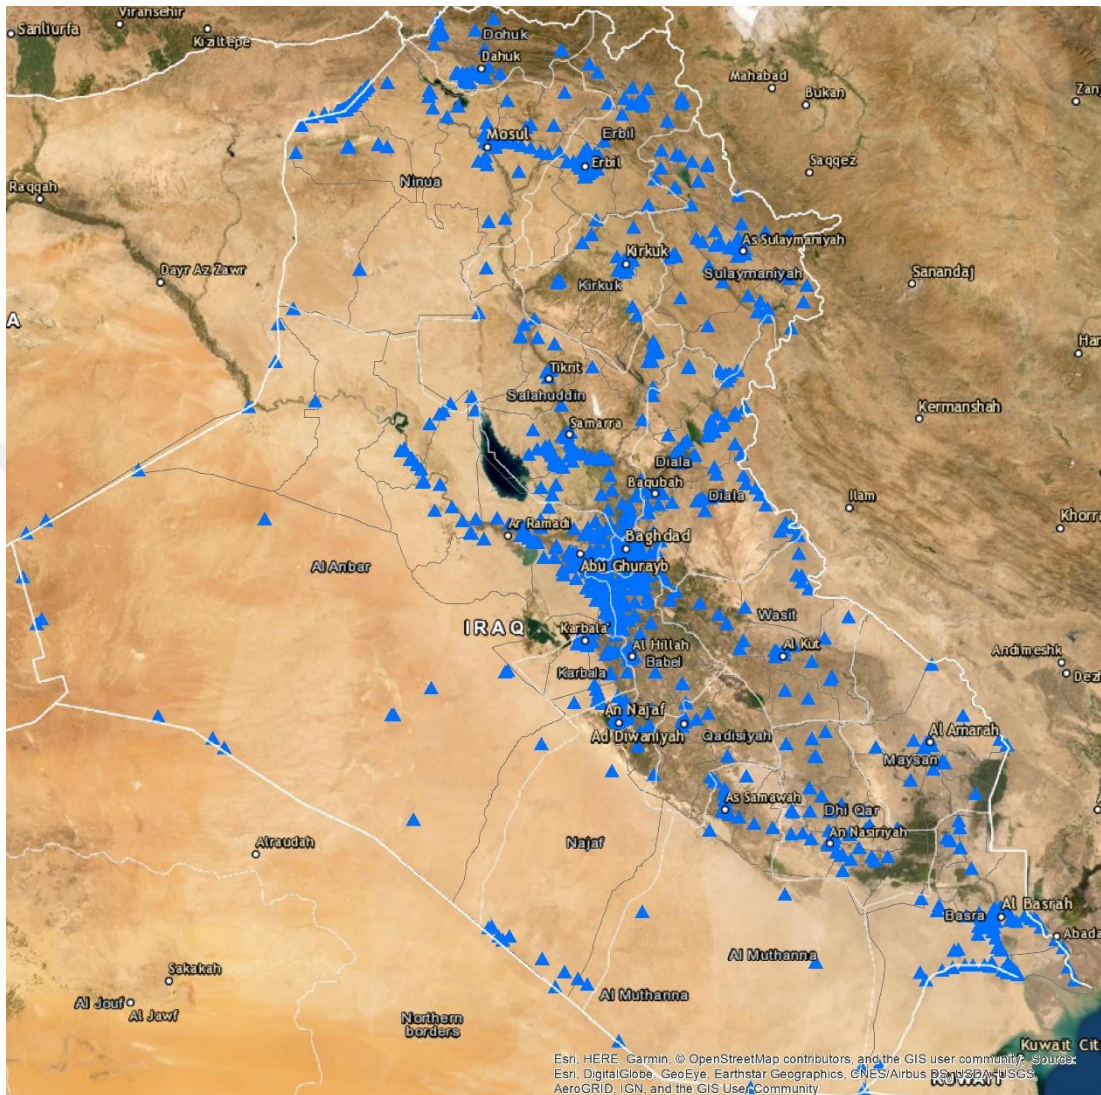 Viransehir
Sanliurfa
Kiziltepe
Dohuk
Dahuk
Mahabad
Bukan
Mosul
Erbil
Erbil
Saqqez
Ninua
Raqqah
As Sulaymaniyah
Kirkuk
Dayr Az Zawr
Sulaymaniyah
Sanandaj
Kirkuk
A
Har
Tikrit
Salahuddin
Kermanshah
Samarra
Diala
Baqubah
Diala
Ilam
Khorra
Ar Ramadi
Baghdad
Abu Ghurayb
Al Anbar
Wasit
IRAQ
Karbala'
Al Hillah
Al Kut
Babel
Andimeshk
Karbala
Dez
An Najaf
Al Amarah
Ad Diwaniyah
Qadisiyah
Maysan
As Samawah
Dhi Qar
An Nasiriyah
Alraudah
Najaf
Al Basrah
Basra
Abada
Al Muthanna
Sakakah
Al Muthanna
Al Jouf
Al Jawf
Northern
borders
Kuwait Cit
Esri, HERE, Garmin, © OpenStreetMap contributors, and the GIS user community, Source:
Esri, DigitalGlobe, GeoEye, Earthstar Geographics, CNES/Airbus DS, USDA, USGS,
AeroGRID, IGN, and the GIS User Community
KUWAIT